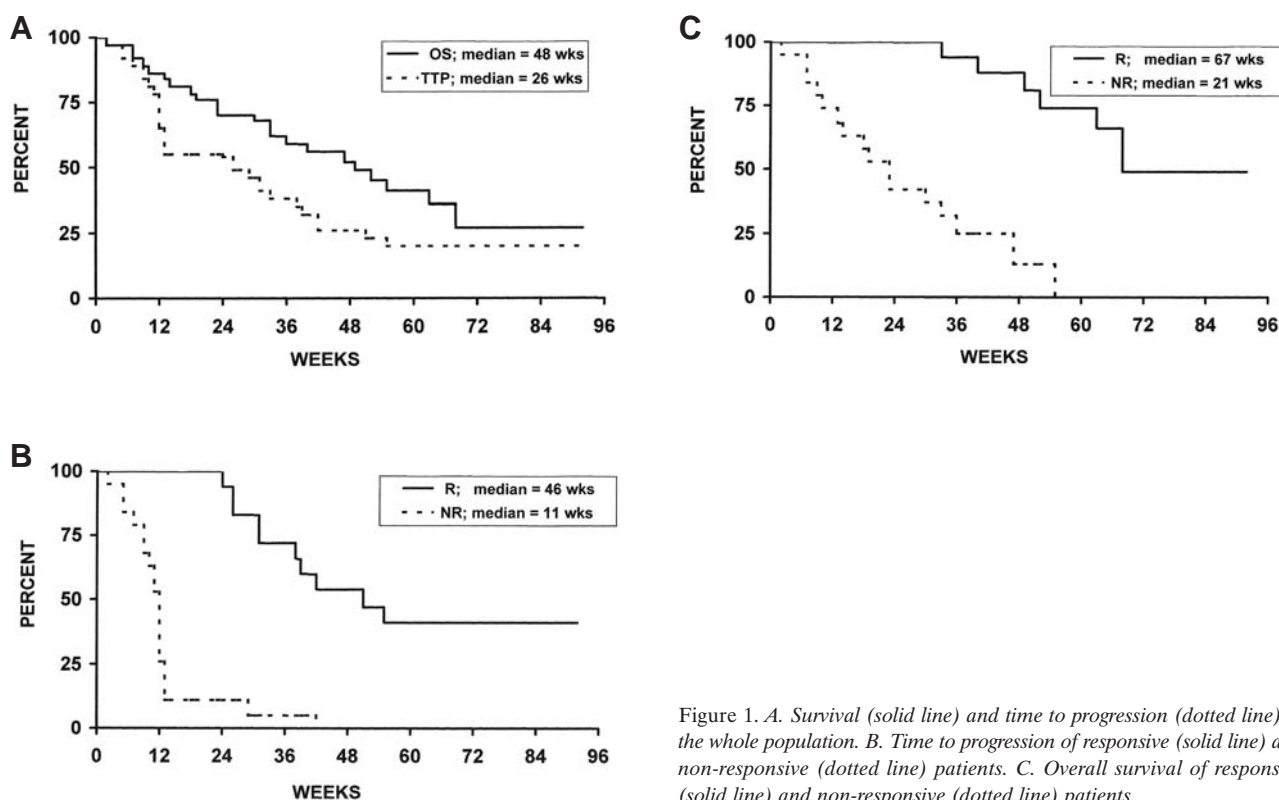 A
100
75
50
25
0
PERCENT
OS; median = 48 wks
TTP; median = 26 wks
0 12 24 36 48 60 72 84 96
WEEKS
C
100
75
50
25
0
PERCENT
R; median = 67 wks
NR; median = 21 wks
0 12 24 36 48 60 72 84 96
WEEKS
B
100
75
50
25
0
PERCENT
R; median = 46 wks
NR; median = 11 wks
0 12 24 36 48 60 72 84 96
WEEKS
Figure 1. A. Survival (solid line) and time to progression (dotted line)
the whole population. B. Time to progression of responsive (solid line)
non-responsive (dotted line) patients. C. Overall survival of
(solid line) and non-responsive (dotted line) patients.